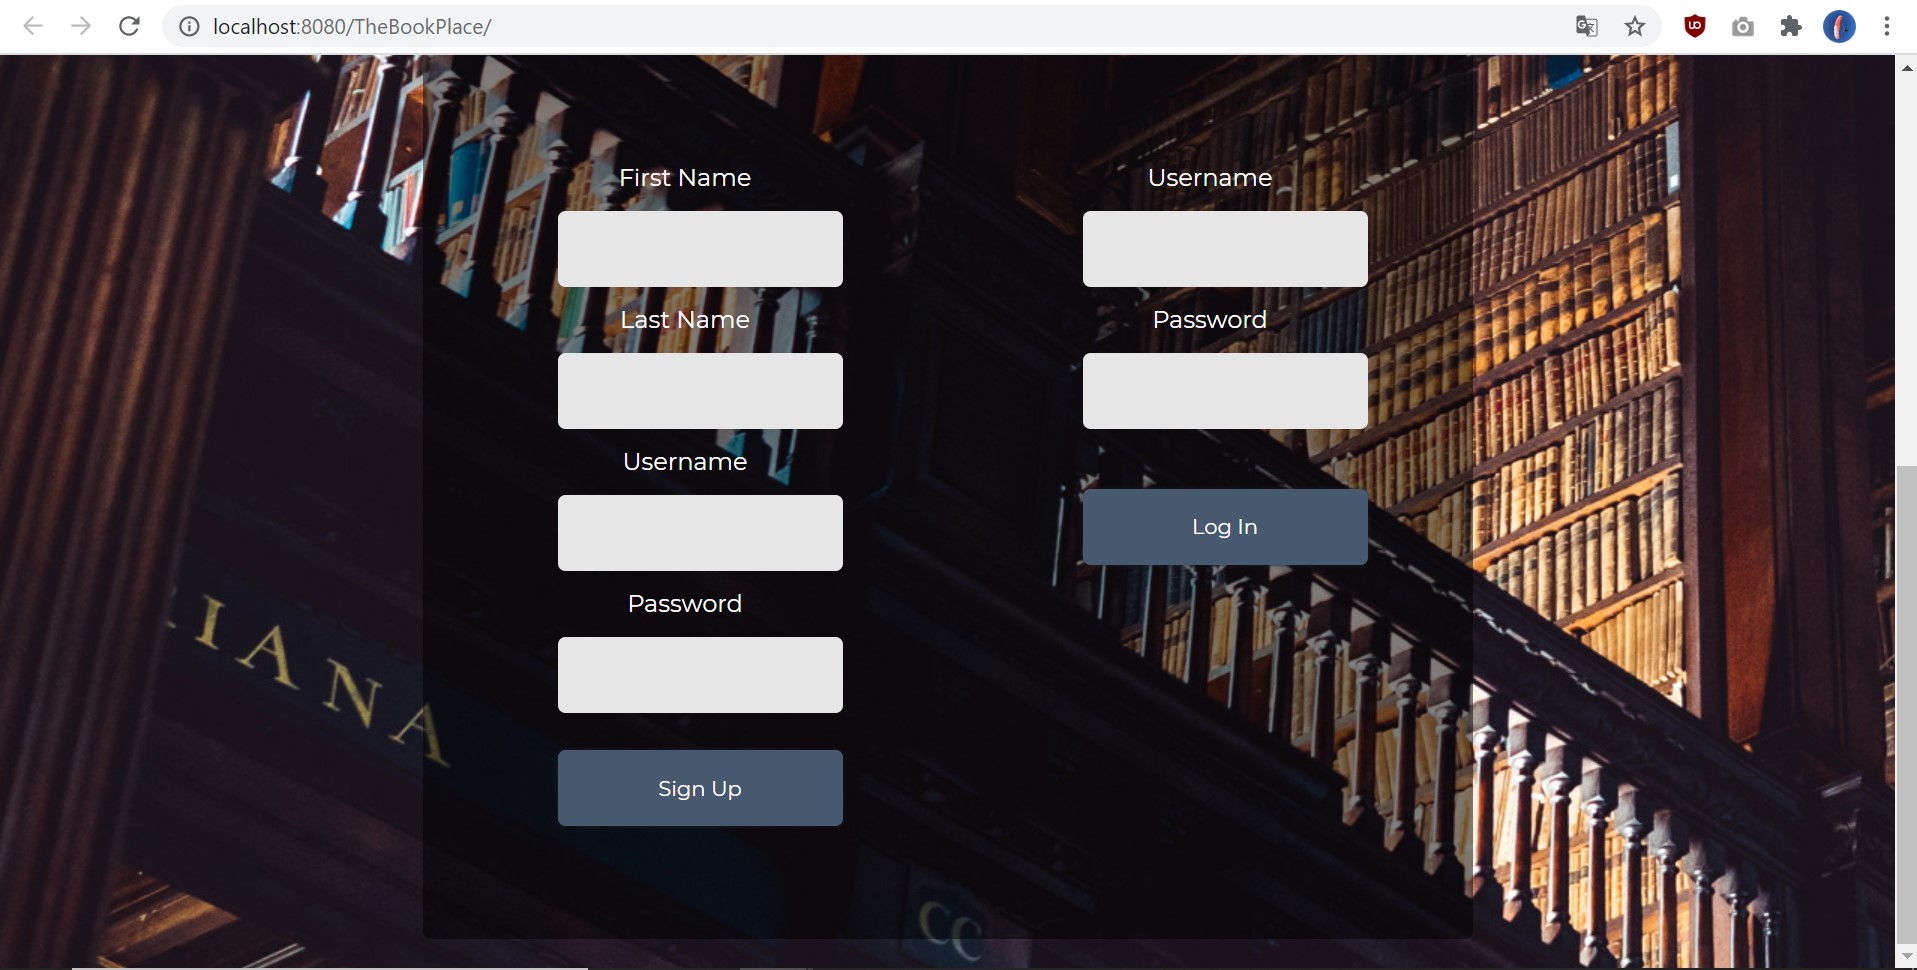 localhost:8080/TheBookPlace/
First Name
Last Name
Username
Password
Sign Up
Username
Password
Log In
IANA
CC